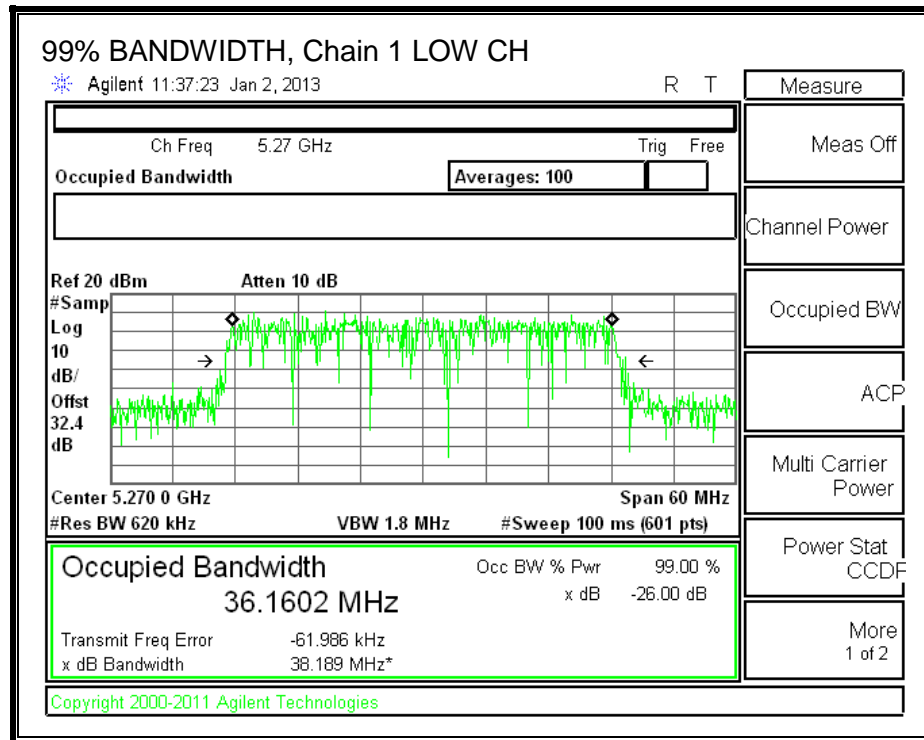 99% BANDWIDTH, Chain 1 LOW CH
Agilent 11:37:23 Jan 2, 2013 R T
Measure
Ch Freq 5.27 GHz Trig Free
Meas Off
Occupied Bandwidth Averages: 100
Channel Power
Ref 20 dBm Atten 10 dB
#Samp
Log
10
dB/
Offst
32.4
dB
Occupied BW
ACP
Center 5.270 0 GHz Span 60 MHz
#Res BW 620 kHz VBW 1.8 MHz #Sweep 100 ms (601 pts)
Multi Carrier
Power
Occupied Bandwidth Occ BW % Pwr 99.00 %
36.1602 MHz x dB -26.00 dB
Transmit Freq Error -61.986 kHz
x dB Bandwidth 38.189 MHz*
Power Stat
CCDF
More
1 of 2
Copyright 2000-2011 Agilent Technologies